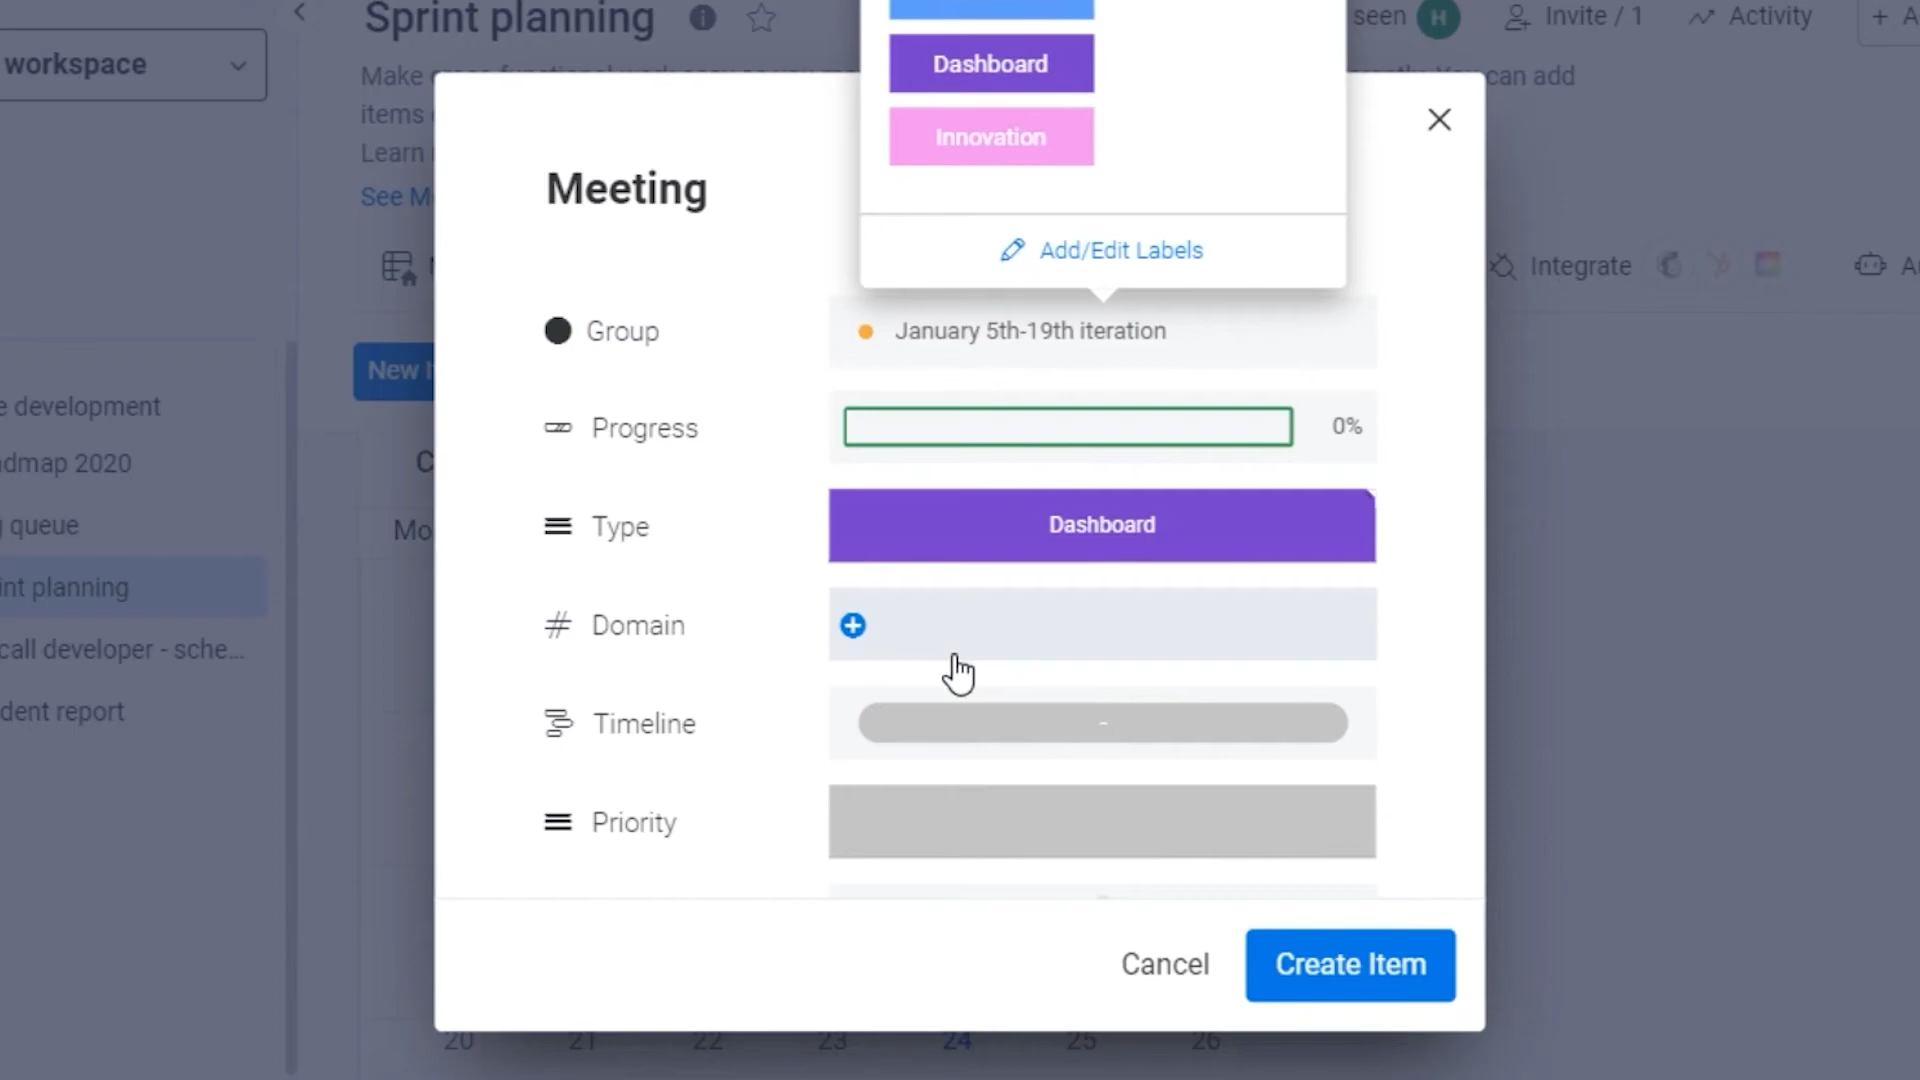 Sprint planning
seen H Invite / 1 Activity + A
workspace
Make
can add
items
Learn
See M
Dashboard
Innovation
Add/Edit Labels
Integrate
Meeting
Group
January 5th-19th iteration
New I
Progress
0%
e development
admap 2020
Mo
g queue
Type
Dashboard
int planning
Domain
call developer - sche...
dent report
Timeline
-
Priority
Cancel
Create Item
20 21 22 23 24 25 26